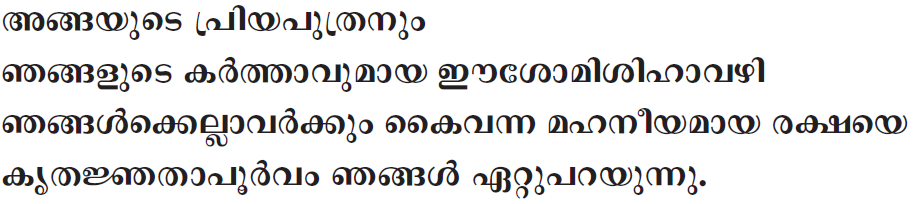 അങ്ങയുടെ പ്രിയപുത്രനും
ഞങ്ങളുടെ കർത്താവുമായ ഈശോമിശിഹാവഴി
ഞങ്ങൾക്കെല്ലാവർക്കും കൈവന്ന മഹനീയമായ രക്ഷയെ
കൃതജ്ഞതാപൂർവം ഞങ്ങൾ ഏറ്റുപറയുന്നു.